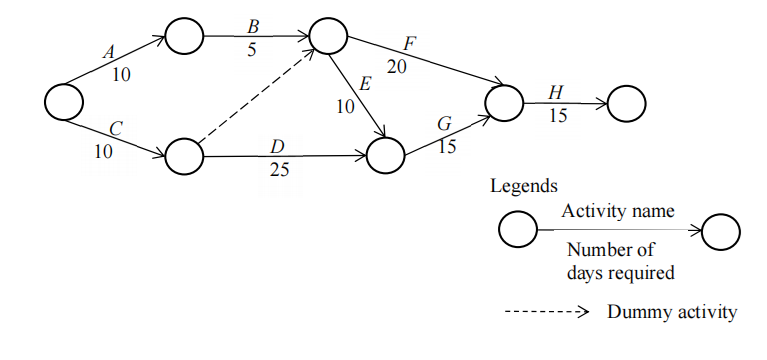 A
10
B
5
F
20
E
10
C
10
D
25
G
15
H
15
Legends
Activity name
Number of
days required
Dummy activity